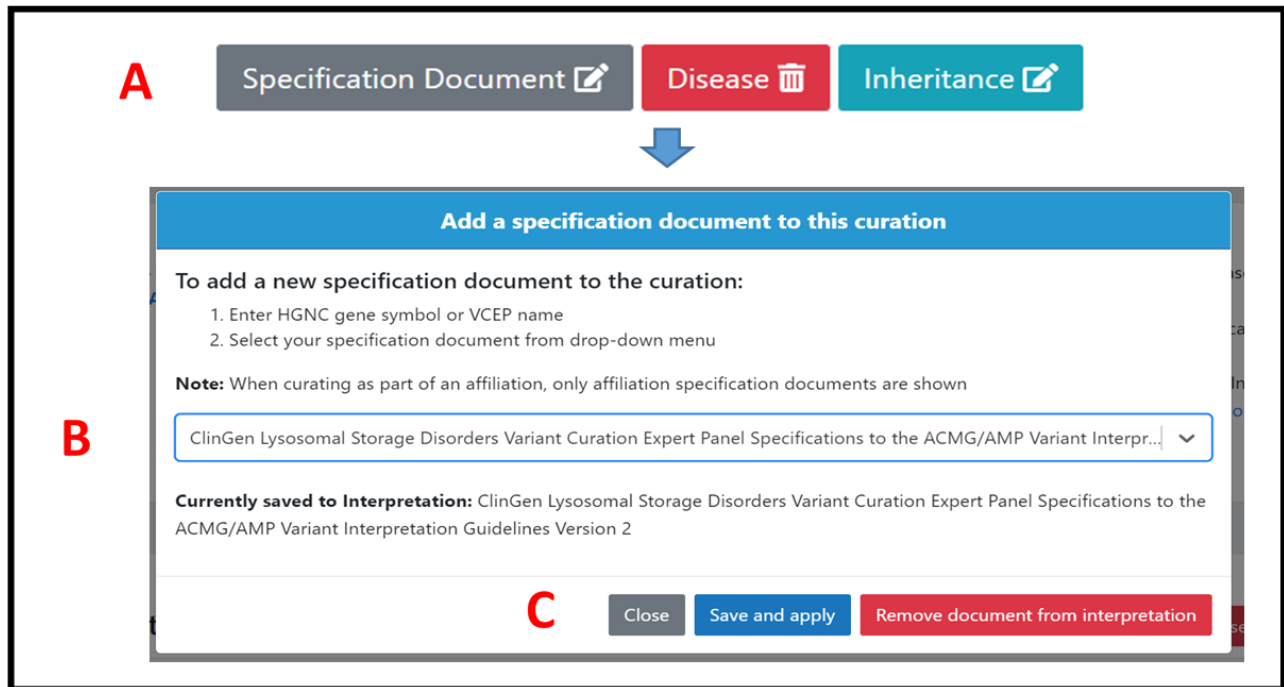 A
Specification Document
Disease
Inheritance
Add a specification document to this curation
To add a new specification document to the curation:
1. Enter HGNC gene symbol or VCEP name
2. Select your specification document from drop-down menu
Note: When curating as part of an affiliation, only affiliation specification documents are shown
B
ClinGen Lysosomal Storage Disorders Variant Curation Expert Panel Specifications to the ACMG/AMP Variant Interpr...
Currently saved to Interpretation: ClinGen Lysosomal Storage Disorders Variant Curation Expert Panel Specifications to the
ACMG/AMP Variant Interpretation Guidelines Version 2
C
Close
Save and apply
Remove document from interpretation